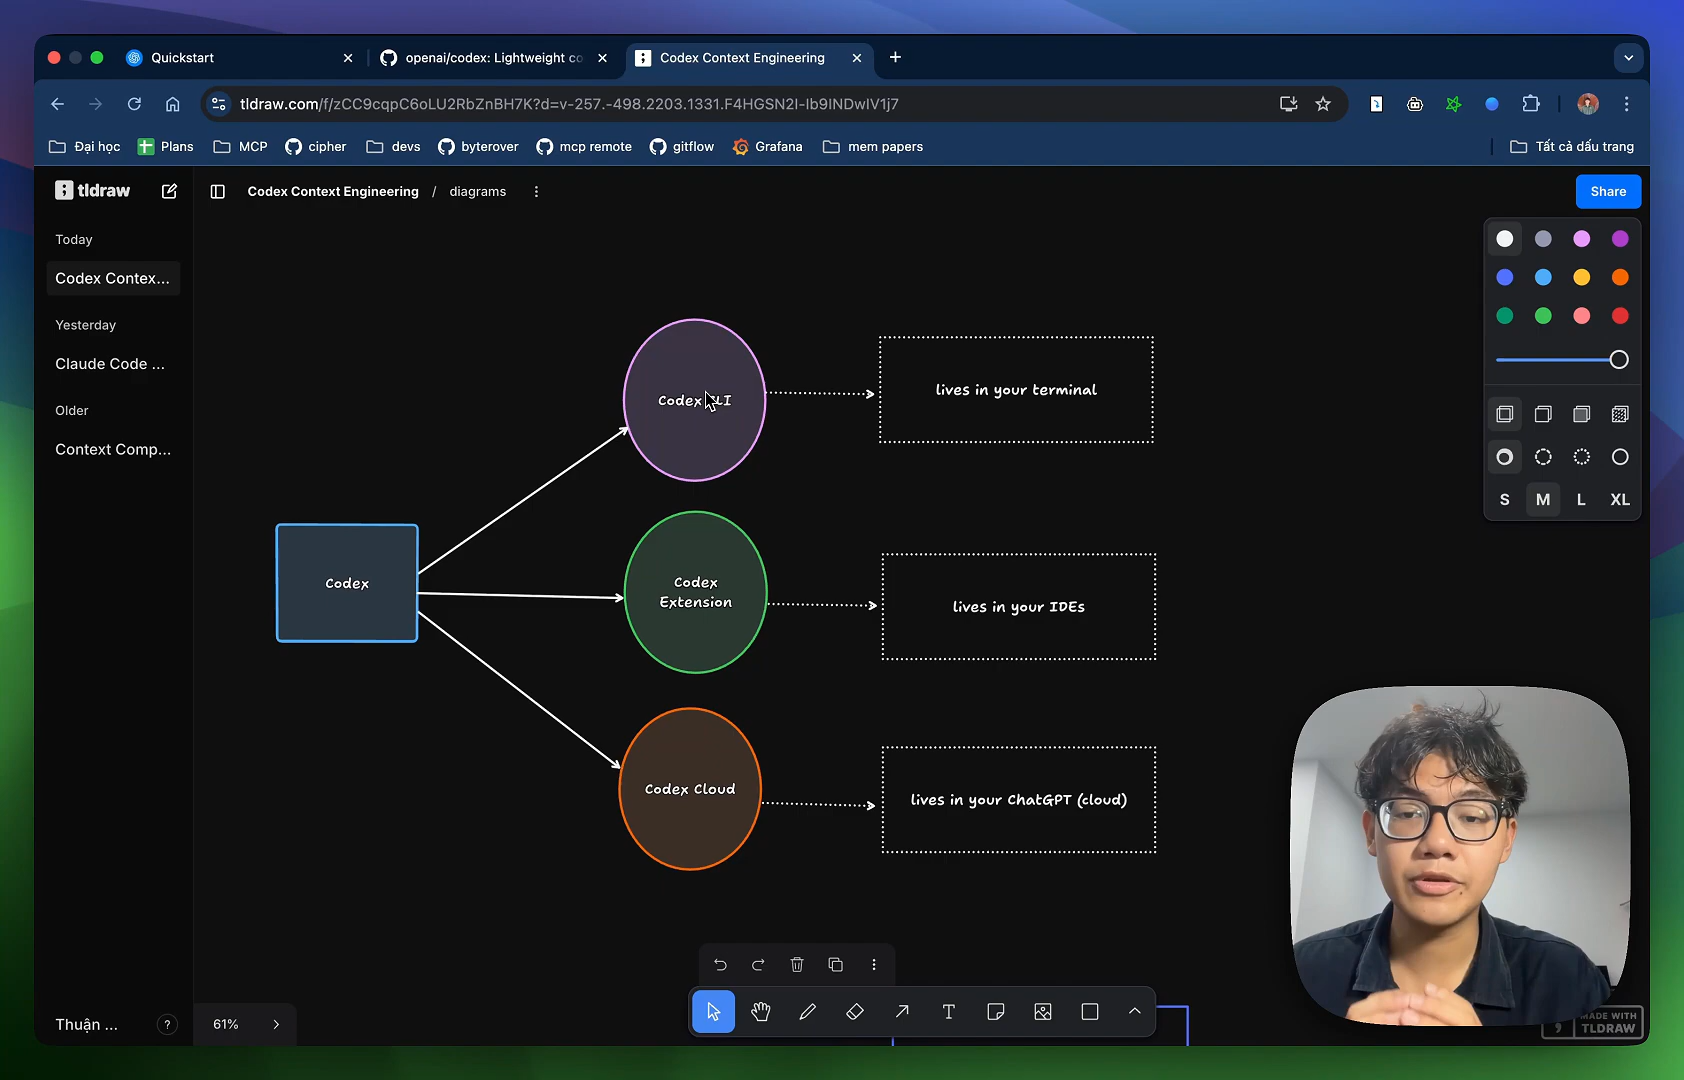 Quickstart
openai/codex: Lightweight co
Codex Context Engineering
tldraw.com/f/zCC9cqpC6oLU2RbZnBH7K?d=v-257.-498.2203.1331.F4HGSN2I-Ib9INDwIV1j7
Đại học
Plans
MCP
cipher
devs
byterover
mcp remote
gitflow
Grafana
mem papers
Tất cả dấu trang
tldraw
Codex Context Engineering / diagrams
Share
Today
Codex Contex...
Yesterday
Claude Code ...
Older
Context Comp...
Codex CLI
lives in your terminal
Codex
Codex
Extension
lives in your IDEs
Codex Cloud
lives in your ChatGPT (cloud)
S M L XL
Thuận ...
?
61%
T
MADE WITH
TLDRAW